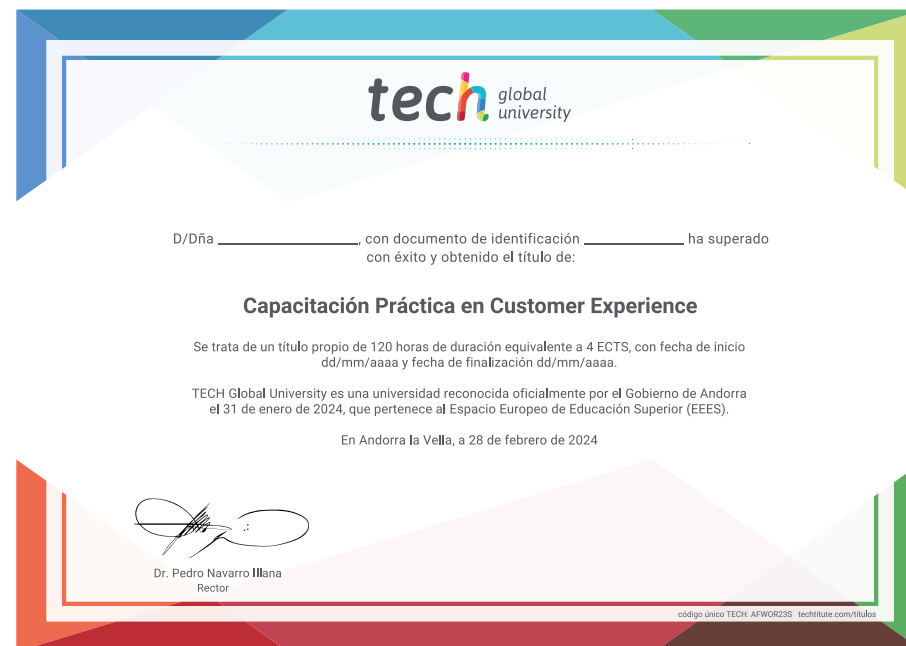 tech global university
D/Dña ______________, con documento de identificación __________ ha superado
con éxito y obtenido el título de:
Capacitación Práctica en Customer Experience
Se trata de un título propio de 120 horas de duración equivalente a 4 ECTS, con fecha de inicio
dd/mm/aaaa y fecha de finalización dd/mm/aaaa.
TECH Global University es una universidad reconocida oficialmente por el Gobierno de Andorra
el 31 de enero de 2024, que pertenece al Espacio Europeo de Educación Superior (EEES).
En Andorra la Vella, a 28 de febrero de 2024
Dr. Pedro Navarro Illana
Rector
código único TECH: AFWOR23S techtitute.com/titulos